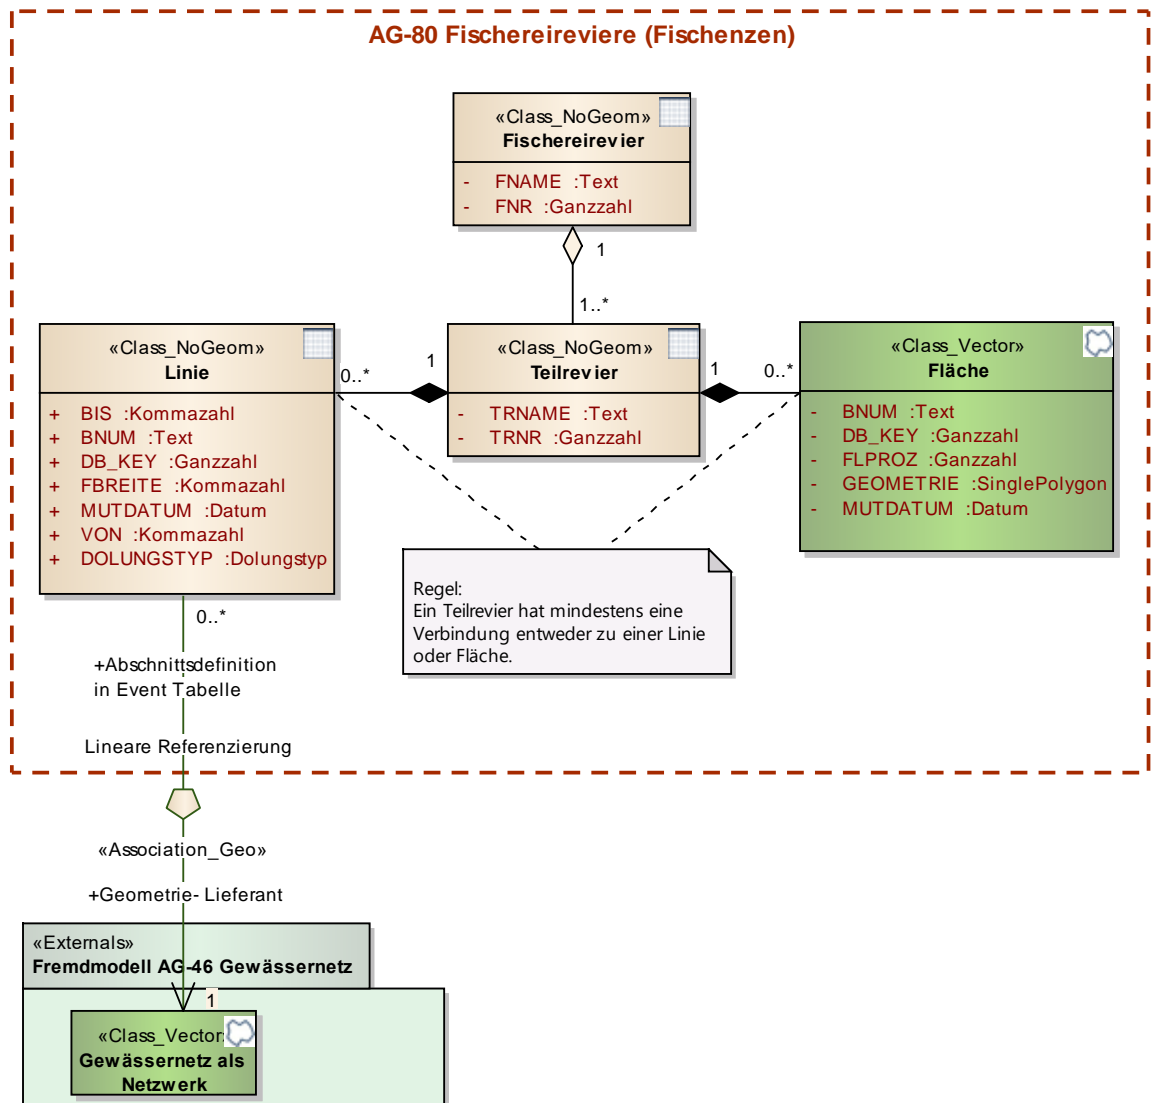 AG-80 Fischereireviere (Fischenzen)
«Class_NoGeom»
Fischereirevier
- FNAME :Text
- FNR :Ganzzahl
1
1..*
«Class_NoGeom»
Linie
+ BIS :Kommazahl
+ BNUM :Text
+ DB_KEY :Ganzzahl
+ FBREITE :Kommazahl
+ MUTDATUM :Datum
+ VON :Kommazahl
+ DOLUNGSTYP :Dolungstyp
0..*
1
«Class_NoGeom»
Teilrevier
- TRNAME :Text
- TRNR :Ganzzahl
1
0..*
«Class_Vector»
Fläche
- BNUM :Text
- DB_KEY :Ganzzahl
- FLPROZ :Ganzzahl
- GEOMETRIE :SinglePolygon
- MUTDATUM :Datum
Regel:
Ein Teilrevier hat mindestens eine
Verbindung entweder zu einer Linie
oder Fläche.
0..*
+Abschnittsdefinition
in Event Tabelle
Lineare Referenzierung
«Association_Geo»
+Geometrie- Lieferant
«Externals»
Fremdmodell AG-46 Gewässernetz
1
«Class_Vector»
Gewässernetz als
Netzwerk